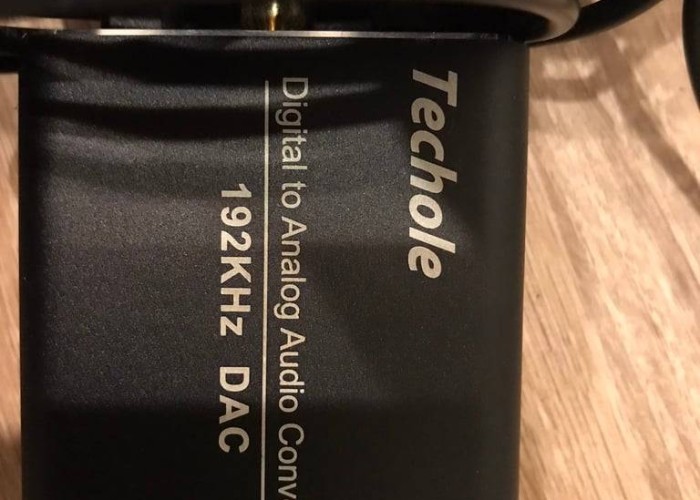 Techole
Digital to Analog Audio Conv
192KHz DAC